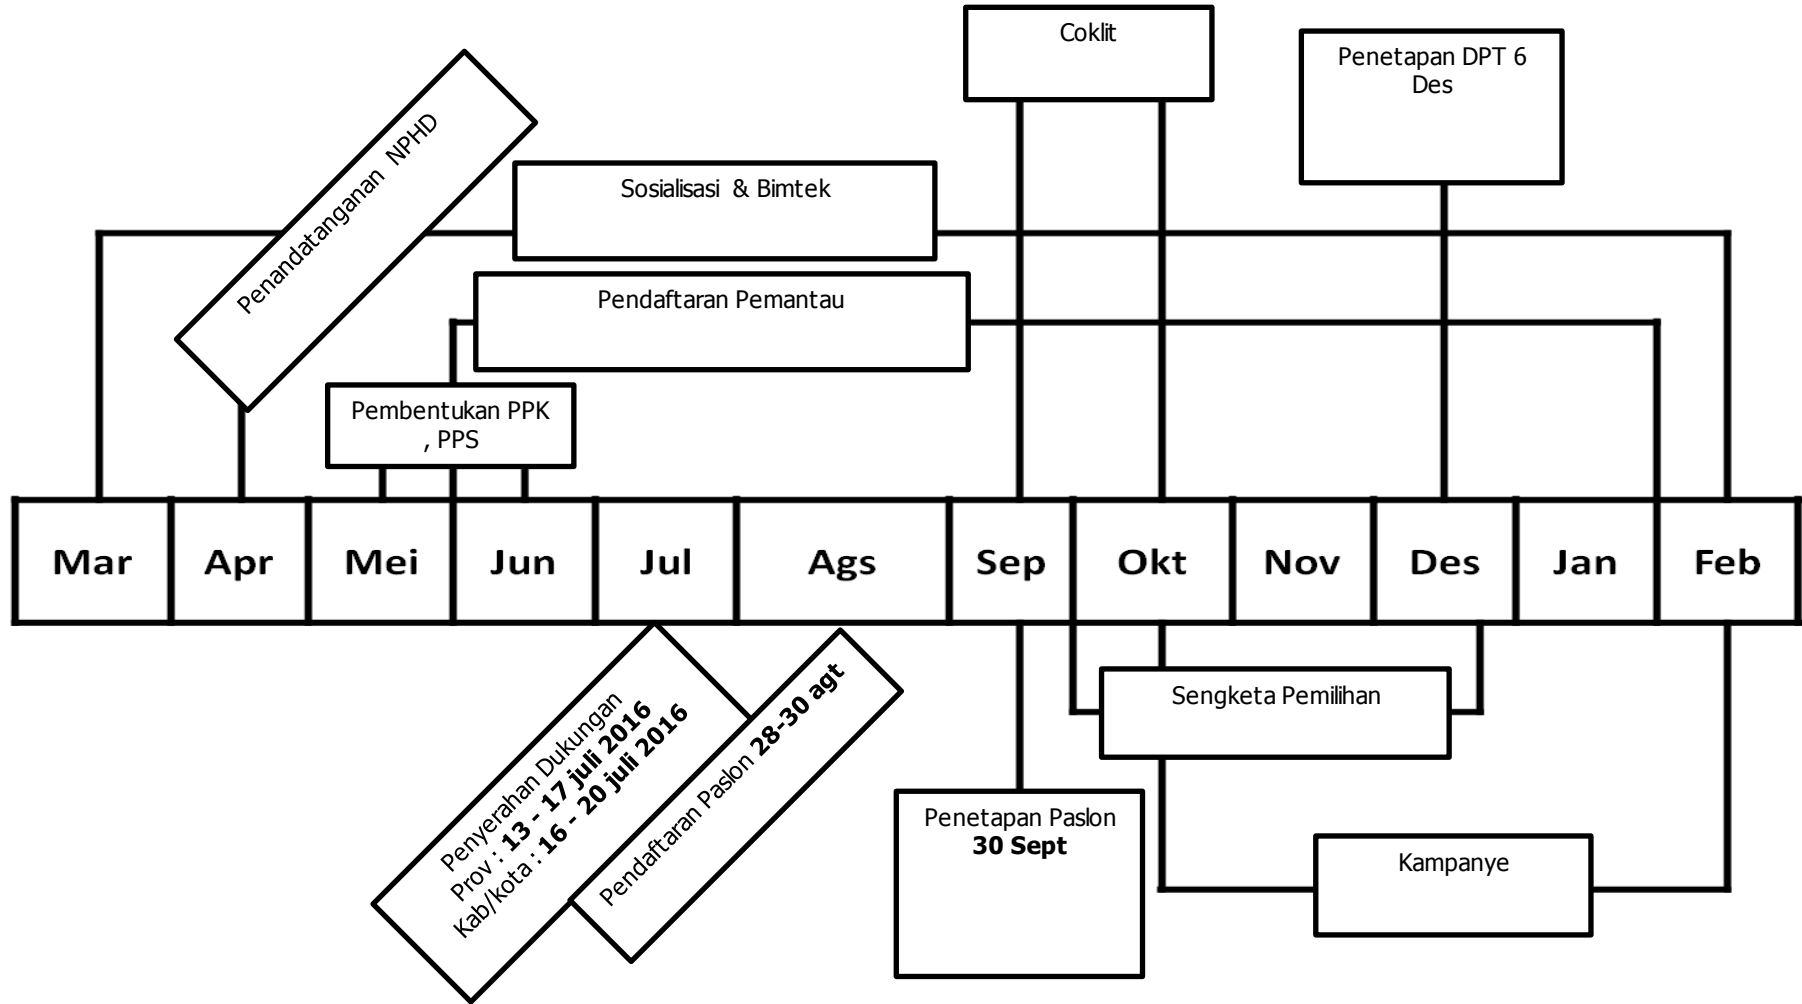 Coklit
Penetapan DPT 6
Des
Penandatanganan NPHD
Sosialisasi & Bimtek
Pendaftaran Pemantau
Pembentukan PPK
, PPS
Mar Apr Mei Jun Jul Ags Sep Okt Nov Des Jan Feb
Penyerahan Dukungan
Prov : 13 - 17 juli 2016
Kab/kota : 16 - 20 juli 2016
Pendaftaran Paslon 28-30 agt
Sengketa Pemilihan
Penetapan Paslon
30 Sept
Kampanye